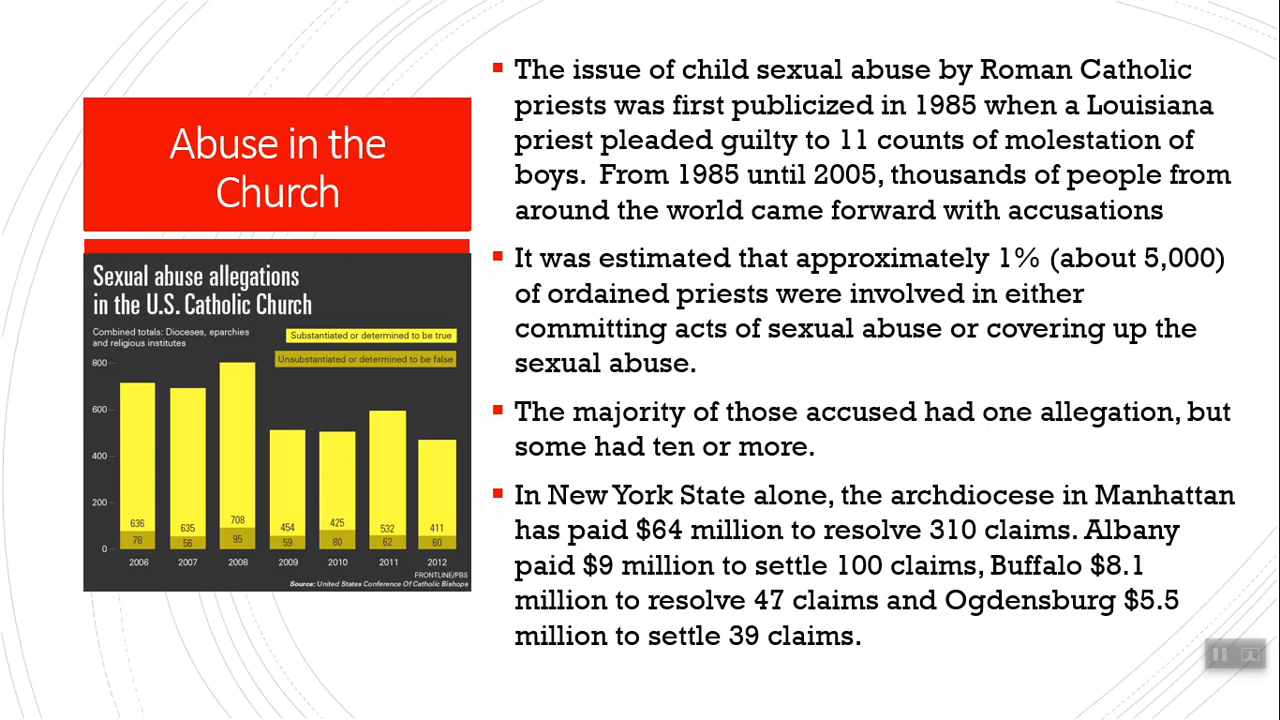 Abuse in the
Church
Sexual abuse allegations
in the U.S. Catholic Church
Combined totals: Dioceses, eparchies
and religious institutes
Substantiated or determined to be true
Unsubstantiated or determined to be false
800
600
400
200
0
636
635
708
454
425
532
411
78
56
95
59
80
62
60
2006
2007
2008
2009
2010
2011
2012
FRONTLINE/PBS
Source: United States Conference Of Catholic Bishops
The issue of child sexual abuse by Roman Catholic
priests was first publicized in 1985 when a Louisiana
priest pleaded guilty to 11 counts of molestation of
boys. From 1985 until 2005, thousands of people from
around the world came forward with accusations
It was estimated that approximately 1% (about 5,000)
of ordained priests were involved in either
committing acts of sexual abuse or covering up the
sexual abuse.
The majority of those accused had one allegation, but
some had ten or more.
In New York State alone, the archdiocese in Manhattan
has paid $64 million to resolve 310 claims. Albany
paid $9 million to settle 100 claims, Buffalo $8.1
million to resolve 47 claims and Ogdensburg $5.5
million to settle 39 claims.